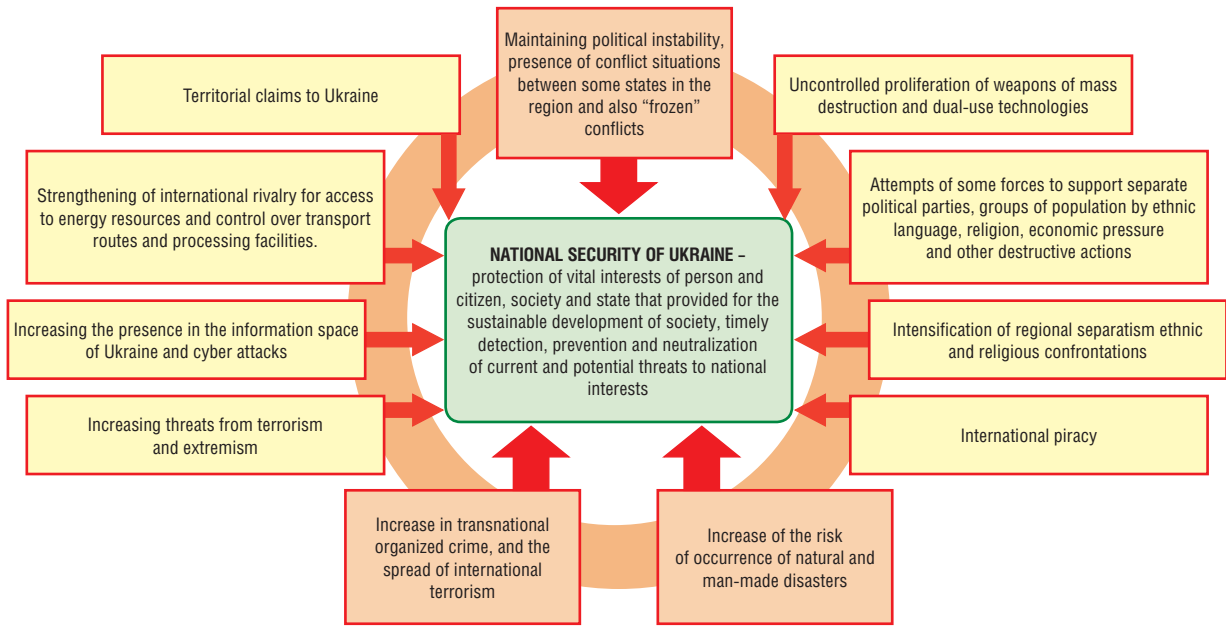 Maintaining political instability,
presence of conflict situations
between some states in the
region and also “frozen”
conflicts
Territorial claims to Ukraine
Uncontrolled proliferation of weapons of mass
destruction and dual-use technologies
Strengthening of international rivalry for access
to energy resources and control over transport
routes and processing facilities.
Attempts of some forces to support separate
political parties, groups of population by ethnic
language, religion, economic pressure
and other destructive actions
NATIONAL SECURITY OF UKRAINE –
protection of vital interests of person and
citizen, society and state that provided for the
sustainable development of society, timely
detection, prevention and neutralization
of current and potential threats to national
interests
Increasing the presence in the information space
of Ukraine and cyber attacks
Intensification of regional separatism ethnic
and religious confrontations
Increasing threats from terrorism
and extremism
International piracy
Increase in transnational
organized crime, and the
spread of international
terrorism
Increase of the risk
of occurrence of natural and
man-made disasters